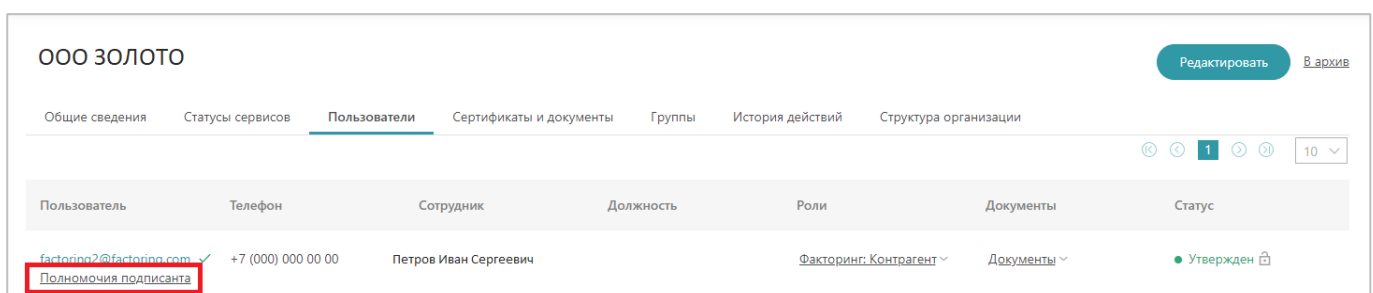 ООО ЗОЛОТО
Редактировать В архив
Общие сведения Статусы сервисов Пользователи Сертификаты и документы Группы История действий Структура организации
1 10
Пользователь Телефон Сотрудник Должность Роли Документы Статус
factoring2@factoring.com +7 (000) 000 00 00 Петров Иван Сергеевич Факторинг: Контрагент Документы Утвержден
Полномочия подписанта